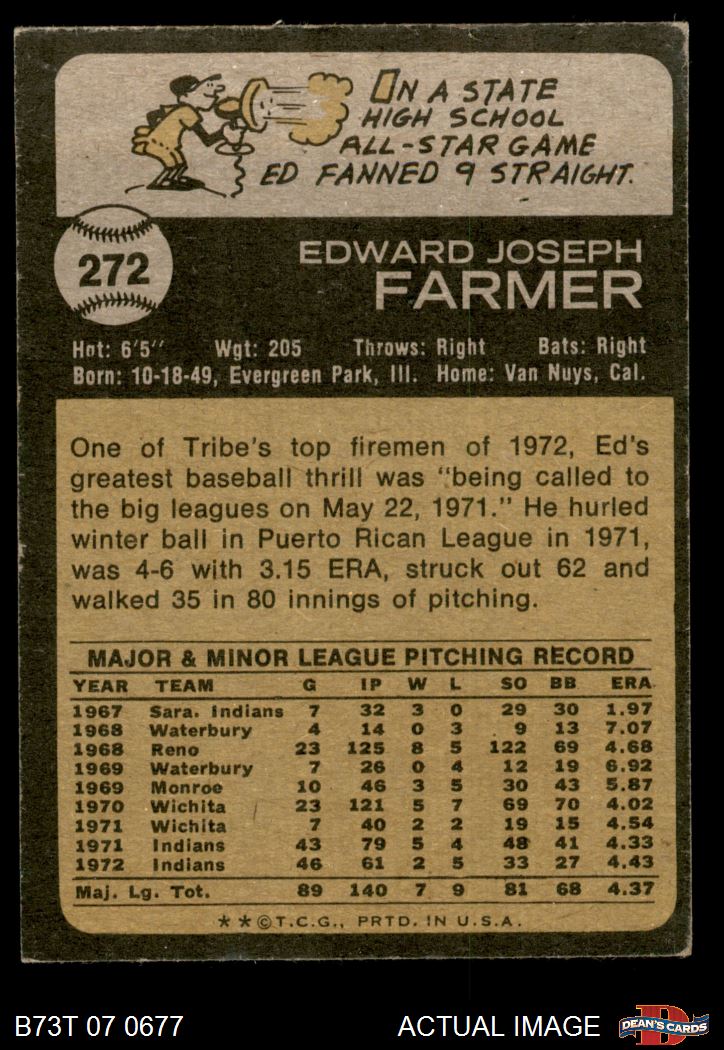 ON A STATE
HIGH SCHOOL
ALL-STAR GAME
ED FANNED 9 STRAIGHT.
272
EDWARD JOSEPH
FARMER
Hgt: 6'5" Wgt: 205 Throws: Right Bats: Right
Born: 10-18-49, Evergreen Park, Ill. Home: Van Nuys, Cal.
One of Tribe's top firemen of 1972, Ed's
greatest baseball thrill was "being called to
the big leagues on May 22, 1971." He hurled
winter ball in Puerto Rican League in 1971,
was 4-6 with 3.15 ERA, struck out 62 and
walked 35 in 80 innings of pitching.
MAJOR & MINOR LEAGUE PITCHING RECORD
YEAR TEAM G IP W L SO BB ERA
1967 Sara. Indians 7 32 3 0 29 30 1.97
1968 Waterbury 4 14 0 3 9 13 7.07
1968 Reno 23 125 8 5 122 69 4.68
1969 Waterbury 7 26 0 4 12 19 6.92
1969 Monroe 10 46 3 5 30 43 5.87
1970 Wichita 23 121 5 7 69 70 4.02
1971 Wichita 7 40 2 2 19 15 4.54
1971 Indians 43 79 5 4 48 41 4.33
1972 Indians 46 61 2 5 33 27 4.43
Maj. Lg. Tot. 89 140 7 9 81 68 4.37
* * © T.C.G., PRTD. IN U.S.A.
B73T 07 0677 ACTUAL IMAGE DEAN'S CARDS